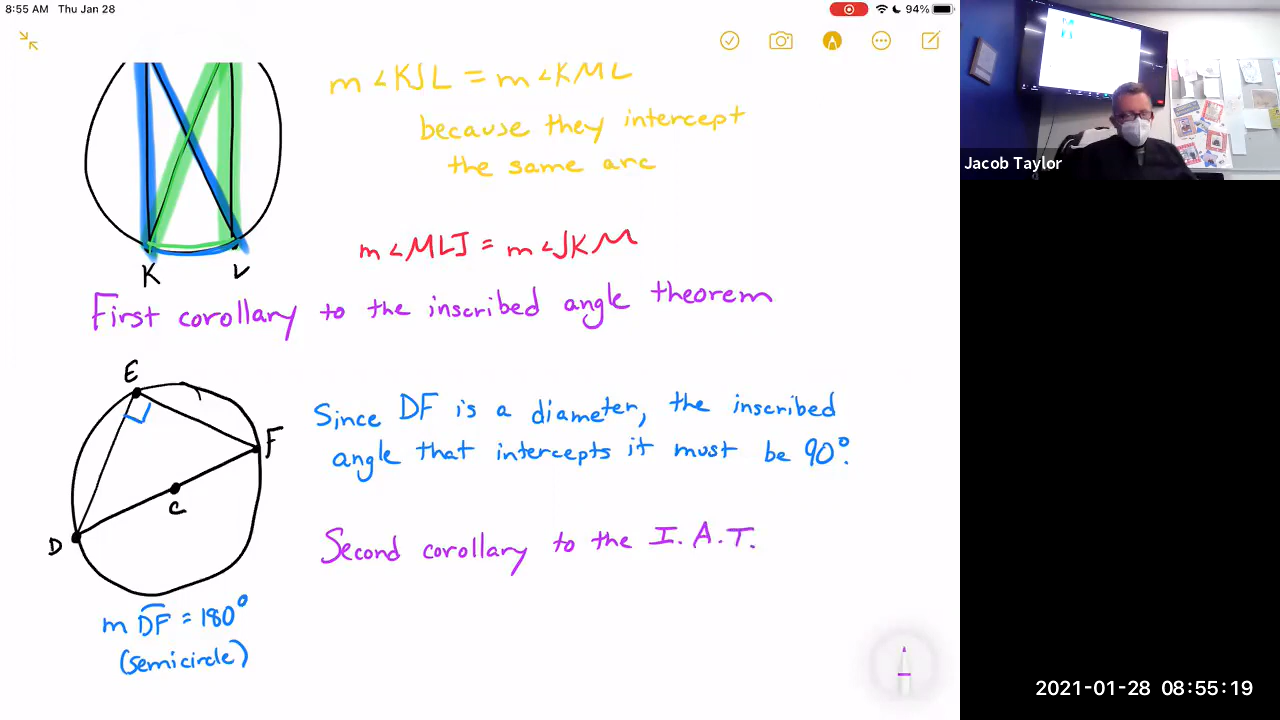 8:55 AM Thu Jan 28
94%
m∠KJL = m∠KML
because they intercept
the same arc
K L
m∠MLJ = m∠JKM
First corollary to the inscribed angle theorem
E
F
C
D
Since DF is a diameter, the inscribed
angle that intercepts it must be 90°.
Second corollary to the I.A.T.
m DF = 180°
(semicircle)
Jacob Taylor
2021-01-28 08:55:19